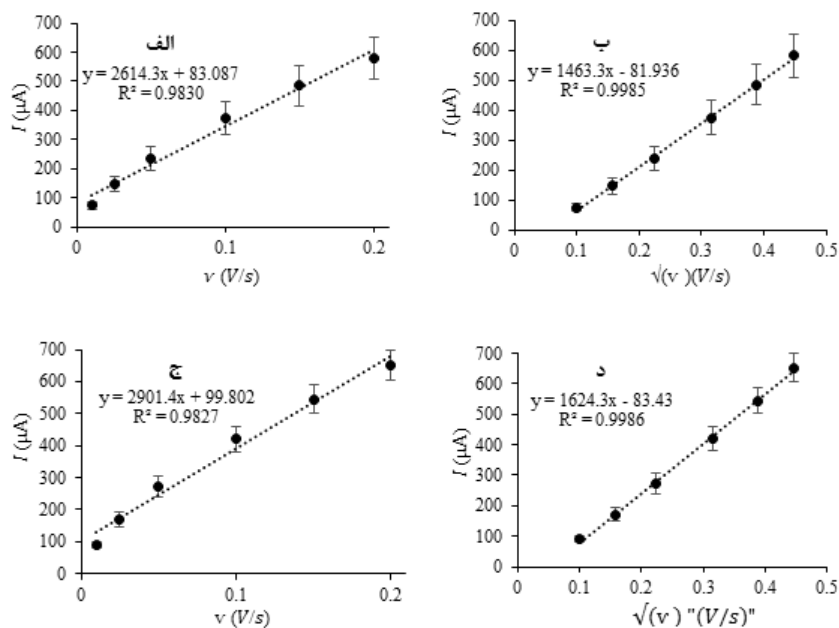 الف
y = 2614.3x + 83.087
R² = 0.9830
I (μA)
700
600
500
400
300
200
100
0
0
0.1
0.2
v (V/s)
ب
y = 1463.3x - 81.936
R² = 0.9985
I (μA)
700
600
500
400
300
200
100
0
0
0.1
0.2
0.3
0.4
0.5
√(v )(V/s)
ج
y = 2901.4x + 99.802
R² = 0.9827
I (μA)
700
600
500
400
300
200
100
0
0
0.1
0.2
v (V/s)
د
y = 1624.3x - 83.43
R² = 0.9986
I (μA)
700
600
500
400
300
200
100
0
0
0.1
0.2
0.3
0.4
0.5
√(v ) "(V/s)"